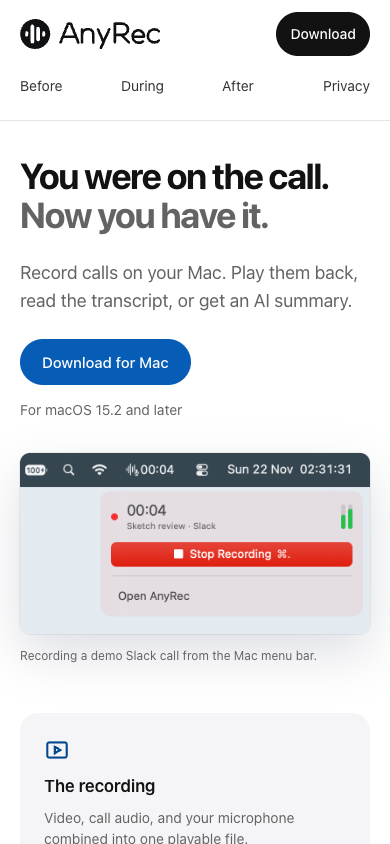 AnyRec
Download
Before
During
After
Privacy
You were on the call.
Now you have it.
Record calls on your Mac. Play them back,
read the transcript, or get an AI summary.
Download for Mac
For macOS 15.2 and later
100+
00:04
Sun 22 Nov 02:31:31
00:04
Sketch review · Slack
Stop Recording ⌘.
Open AnyRec
Recording a demo Slack call from the Mac menu bar.
The recording
Video, call audio, and your microphone
combined into one playable file.